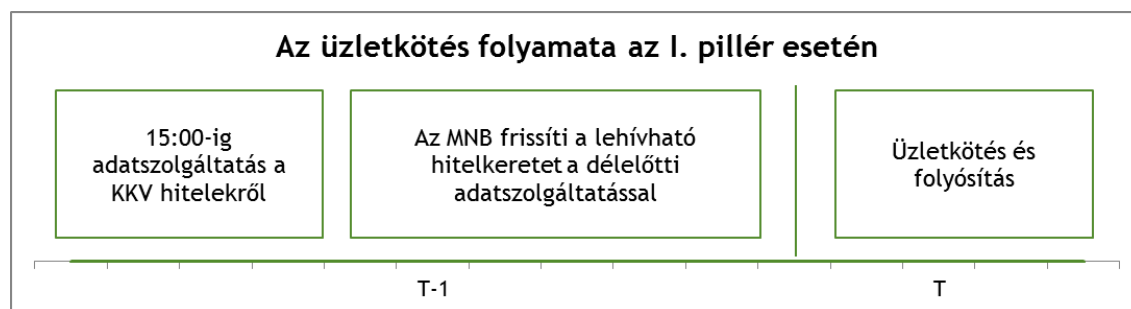 Az üzletkötés folyamata az I. pillér esetén
15:00-ig
adatszolgáltatás a
KKV hitelekről
Az MNB frissíti a lehívható
hitelkeretet a délelőtti
adatszolgáltatással
Üzletkötés és
folyósítás
T-1
T